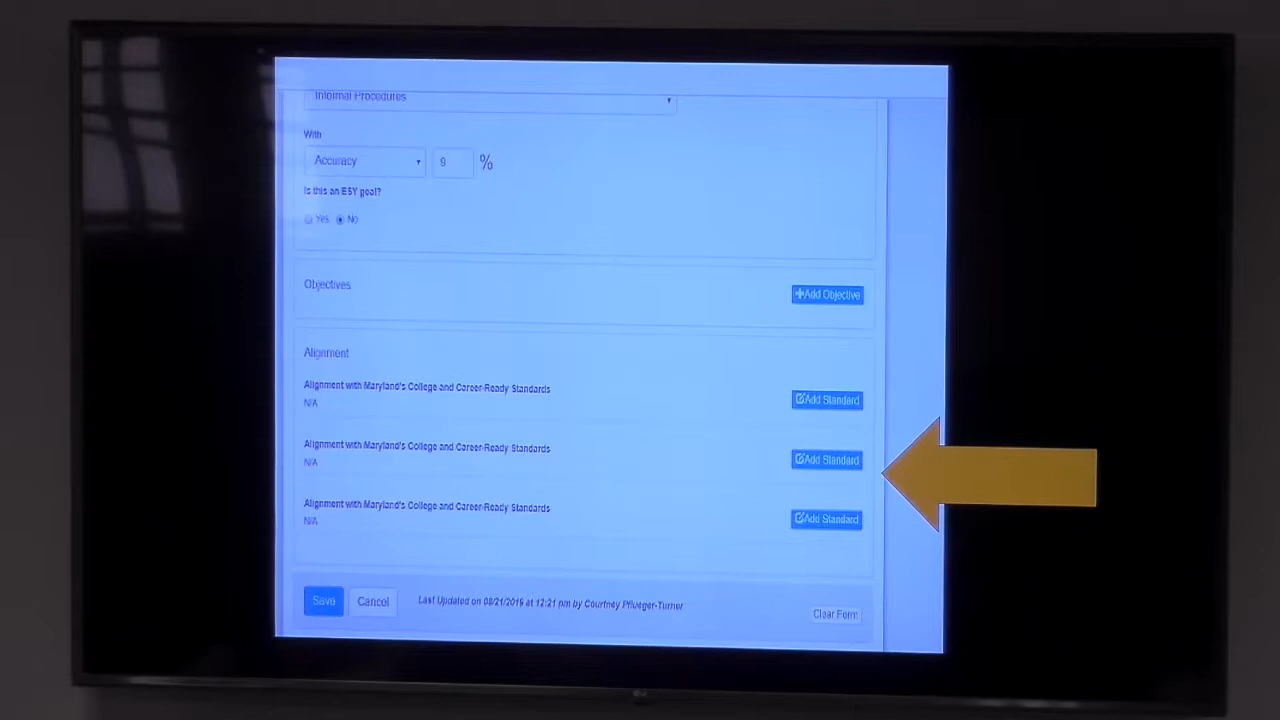 Informal Procedures
With
Accuracy 9 %
Is this an ESY goal?
Yes No
Objectives
Add Objective
Alignment
Alignment with Maryland's College and Career-Ready Standards
N/A
Add Standard
Alignment with Maryland's College and Career-Ready Standards
N/A
Add Standard
Alignment with Maryland's College and Career-Ready Standards
N/A
Add Standard
Save Cancel Last Updated on 08/21/2019 at 12:21 pm by Courtney Pflueger-Turner
Clear Form
LG